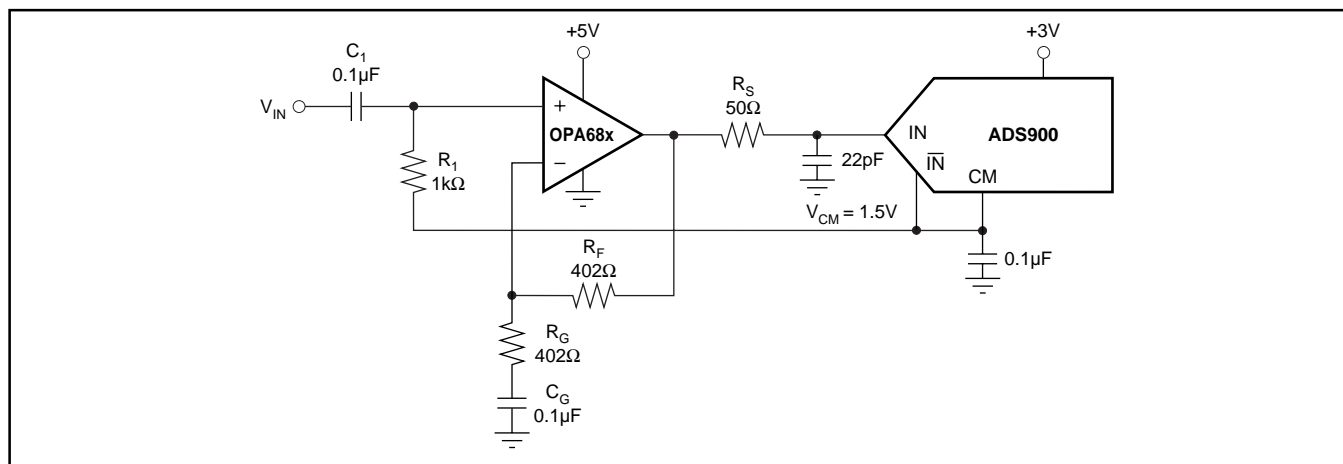 +5V
+3V
C1
0.1µF
VIN
+
OPA68x
–
RS
50Ω
IN
ADS900
IN
CM
22pF
R1
1kΩ
VCM = 1.5V
0.1µF
RF
402Ω
RG
402Ω
CG
0.1µF